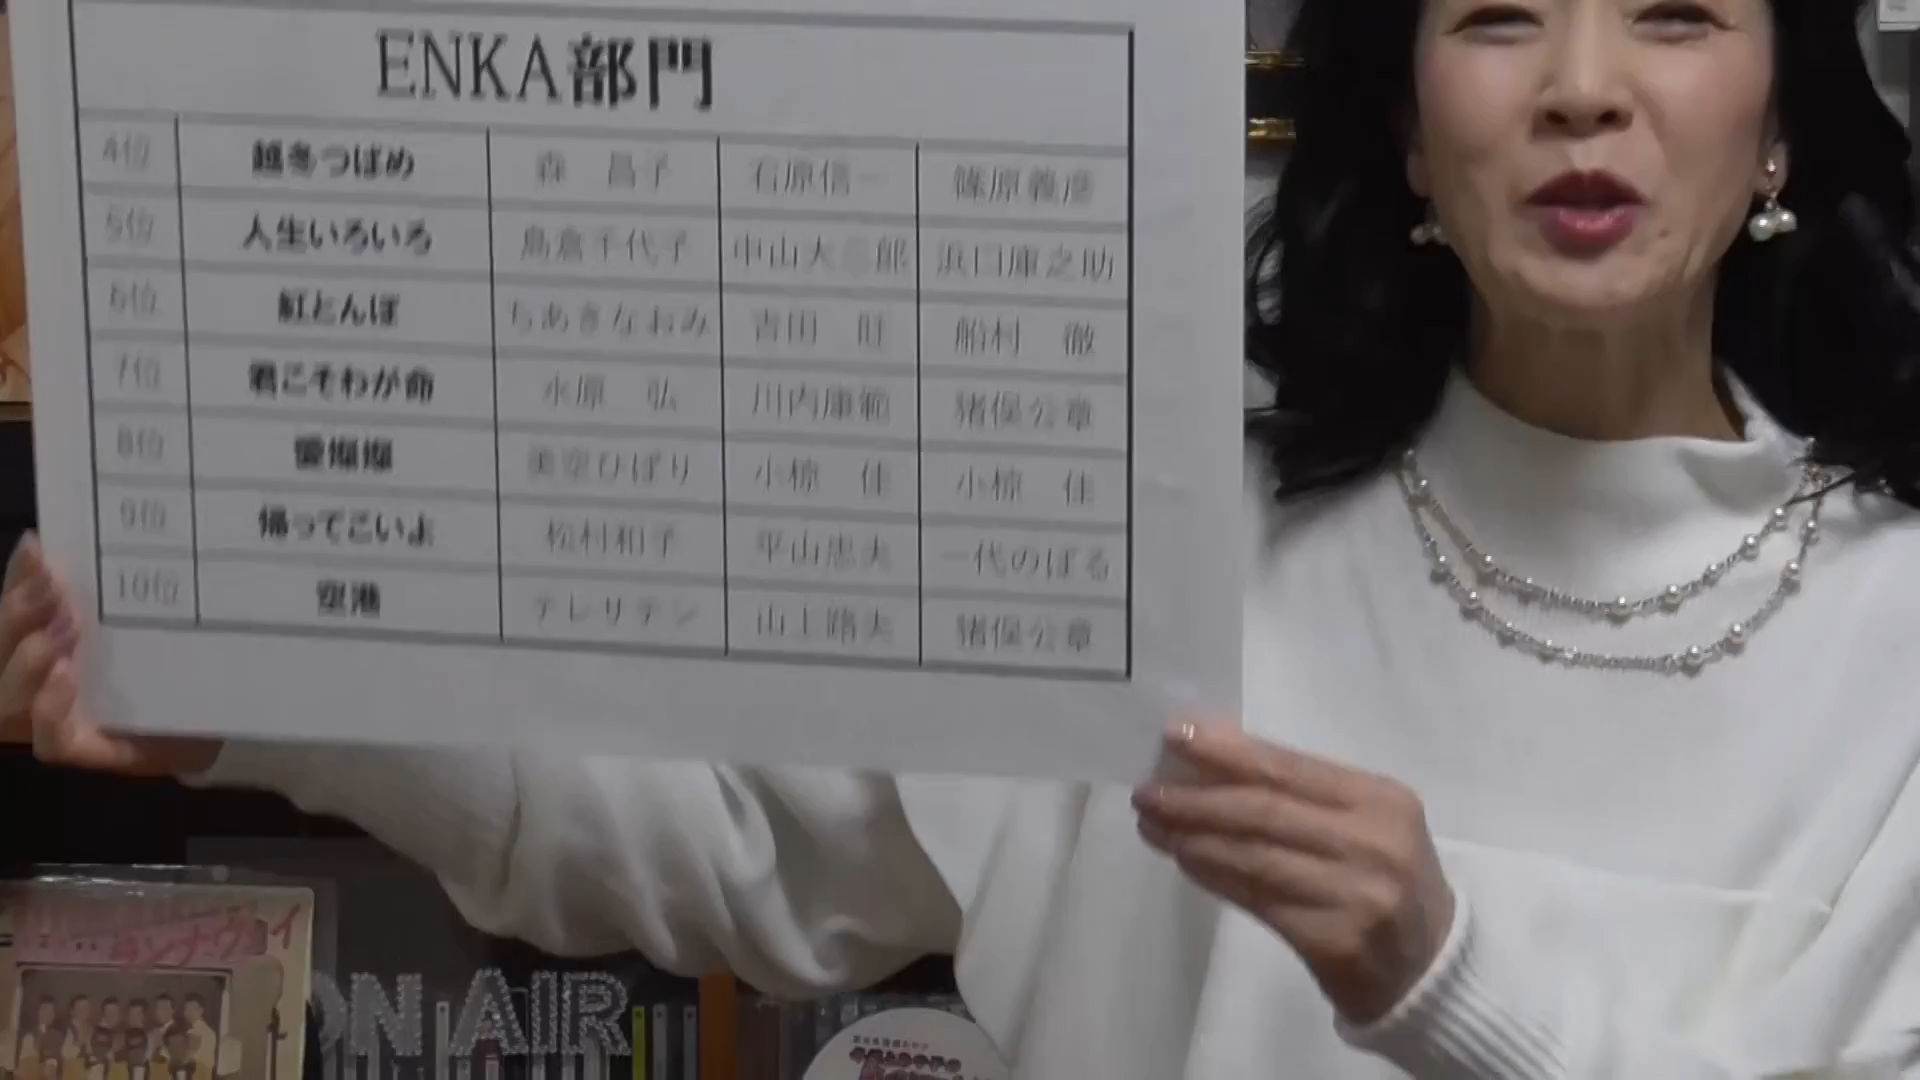 ENKA部門
4位 越冬つばめ 森 昌子 石原信一 篠原義彦
5位 人生いろいろ 島倉千代子 中山大三郎 浜口庫之助
6位 紅とんぼ ちあきなおみ 吉田 旺 船村 徹
7位 君こそわが命 水原 弘 川内康範 猪俣公章
8位 愛燦燦 美空ひばり 小椋 佳 小椋 佳
9位 帰ってこいよ 松村和子 平山忠夫 一代のぼる
10位 空港 テレサテン 山上路夫 猪俣公章
ON AIR